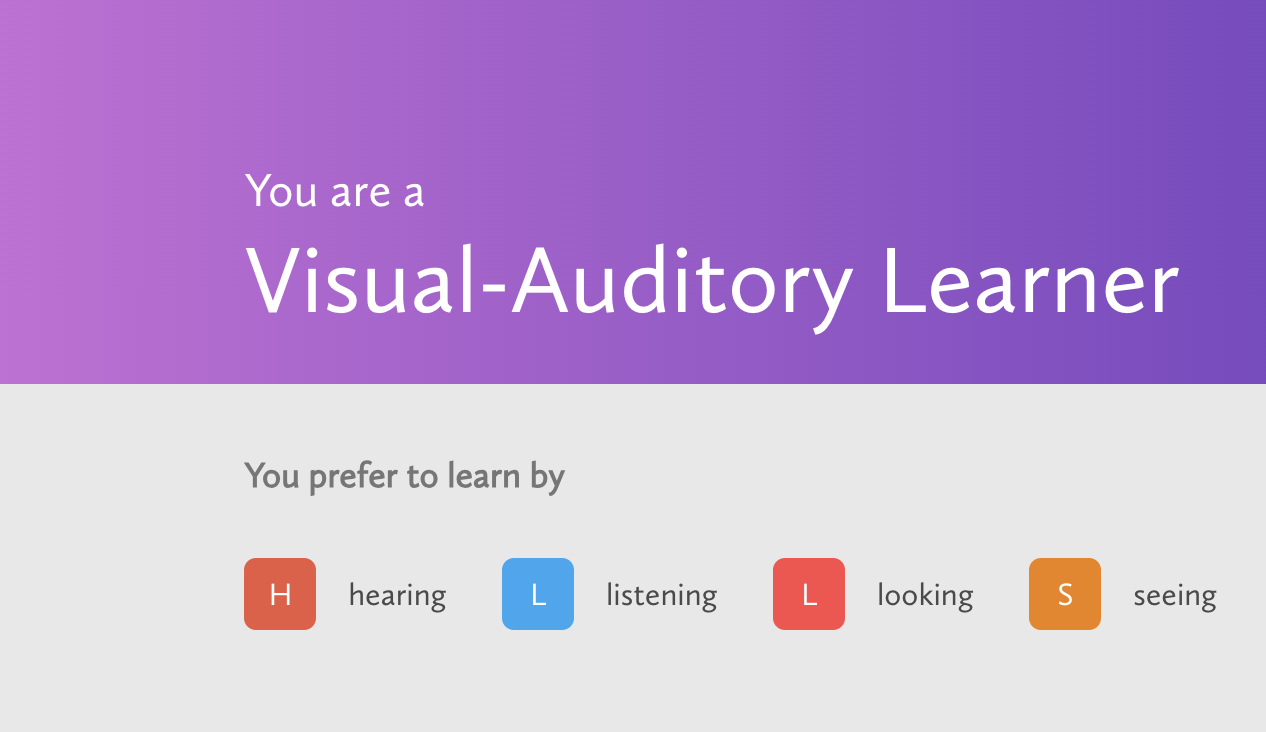 You are a
Visual-Auditory Learner
You prefer to learn by
H hearing L listening L looking S seeing